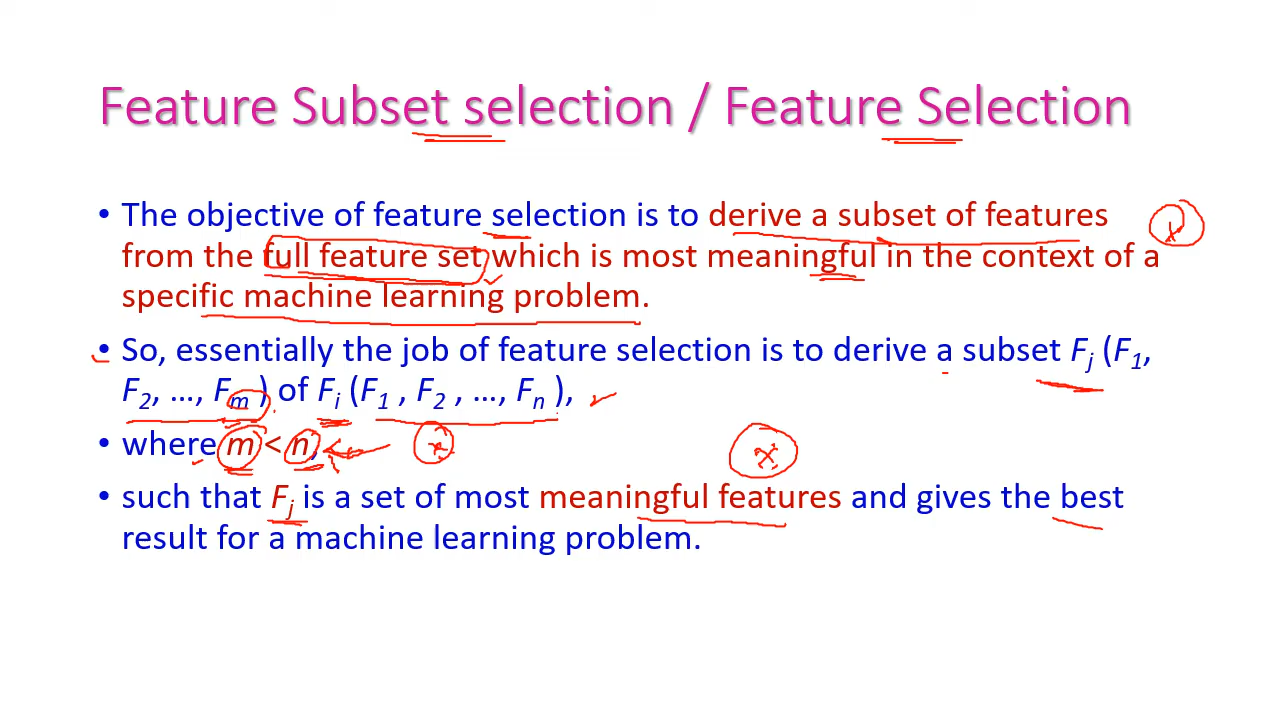 Feature Subset selection / Feature Selection
• The objective of feature selection is to derive a subset of features
from the full feature set which is most meaningful in the context of a
specific machine learning problem.
• So, essentially the job of feature selection is to derive a subset Fj (F1,
F2, ..., Fm) of Fi (F1 , F2 , ..., Fn ),
• where m < n,
• such that Fj is a set of most meaningful features and gives the best
result for a machine learning problem.